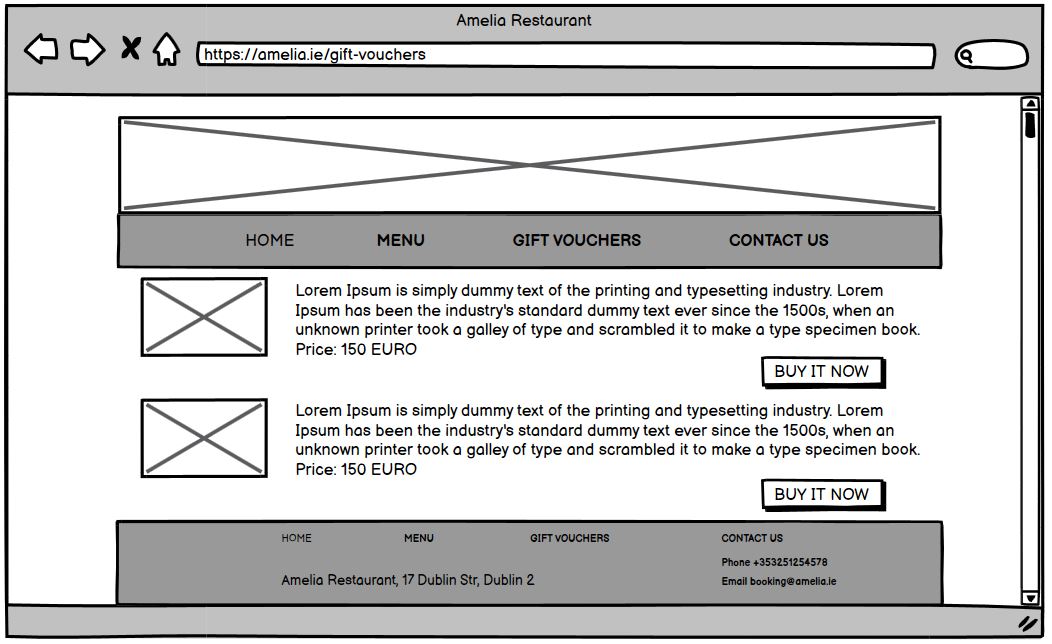 Amelia Restaurant
https://amelia.ie/gift-vouchers
HOME MENU GIFT VOUCHERS CONTACT US
Lorem Ipsum is simply dummy text of the printing and typesetting industry. Lorem
Ipsum has been the industry's standard dummy text ever since the 1500s, when an
unknown printer took a galley of type and scrambled it to make a type specimen book.
Price: 150 EURO
BUY IT NOW
Lorem Ipsum is simply dummy text of the printing and typesetting industry. Lorem
Ipsum has been the industry's standard dummy text ever since the 1500s, when an
unknown printer took a galley of type and scrambled it to make a type specimen book.
Price: 150 EURO
BUY IT NOW
HOME MENU GIFT VOUCHERS CONTACT US
Phone +353251254578
Amelia Restaurant, 17 Dublin Str, Dublin 2
Email booking@amelia.ie